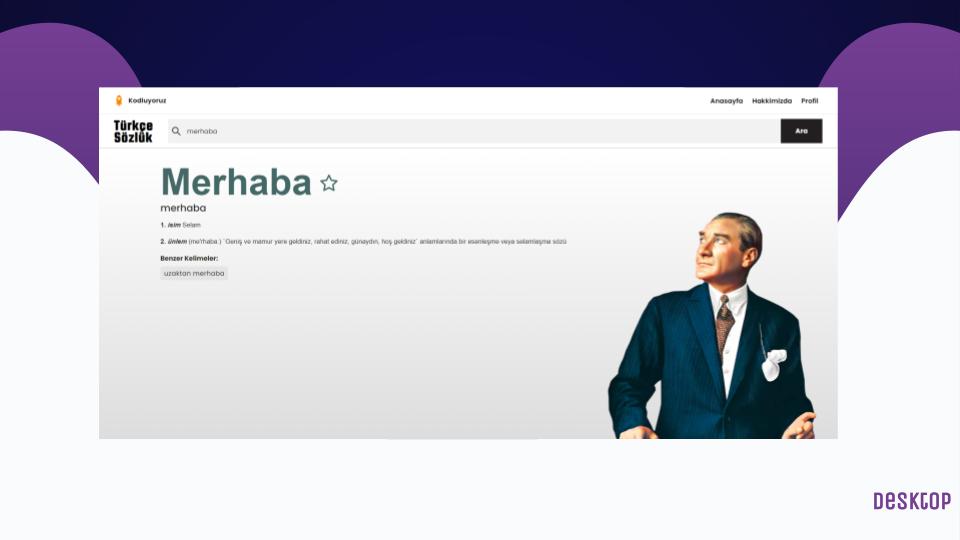 Kodluyoruz
Anasayfa Hakkimizda Profil
Türkçe
Sözlük
merhaba
Ara
Merhaba
merhaba
1. isim Selam
2. ünlem (me'rhaba:) `Geniş ve mamur yere geldiniz, rahat ediniz, günaydın, hoş geldiniz` anlamlarında bir esenleşme veya selamlaşma sözü
Benzer Kelimeler:
uzaktan merhaba
DESKTOP